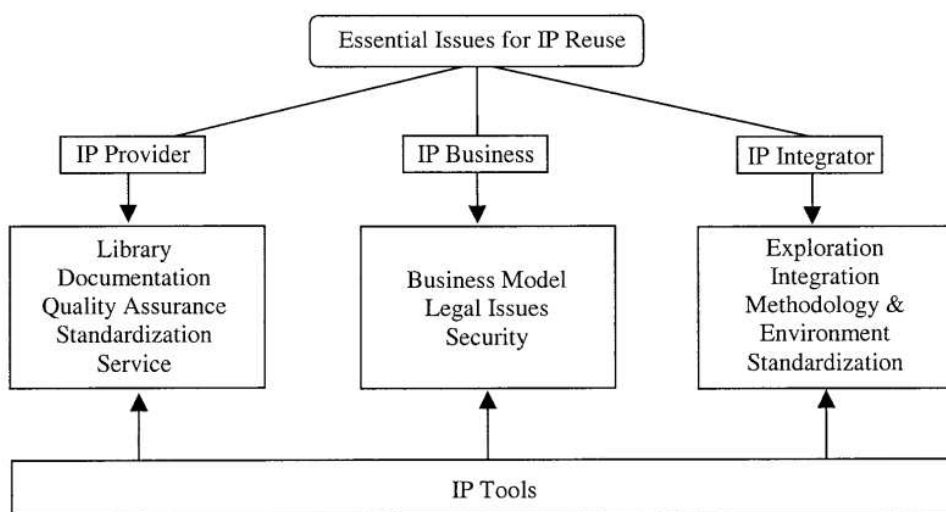 Essential Issues for IP Reuse
IP Provider
IP Business
IP Integrator
Library
Documentation
Quality Assurance
Standardization
Service
Business Model
Legal Issues
Security
Exploration
Integration
Methodology &
Environment
Standardization
IP Tools